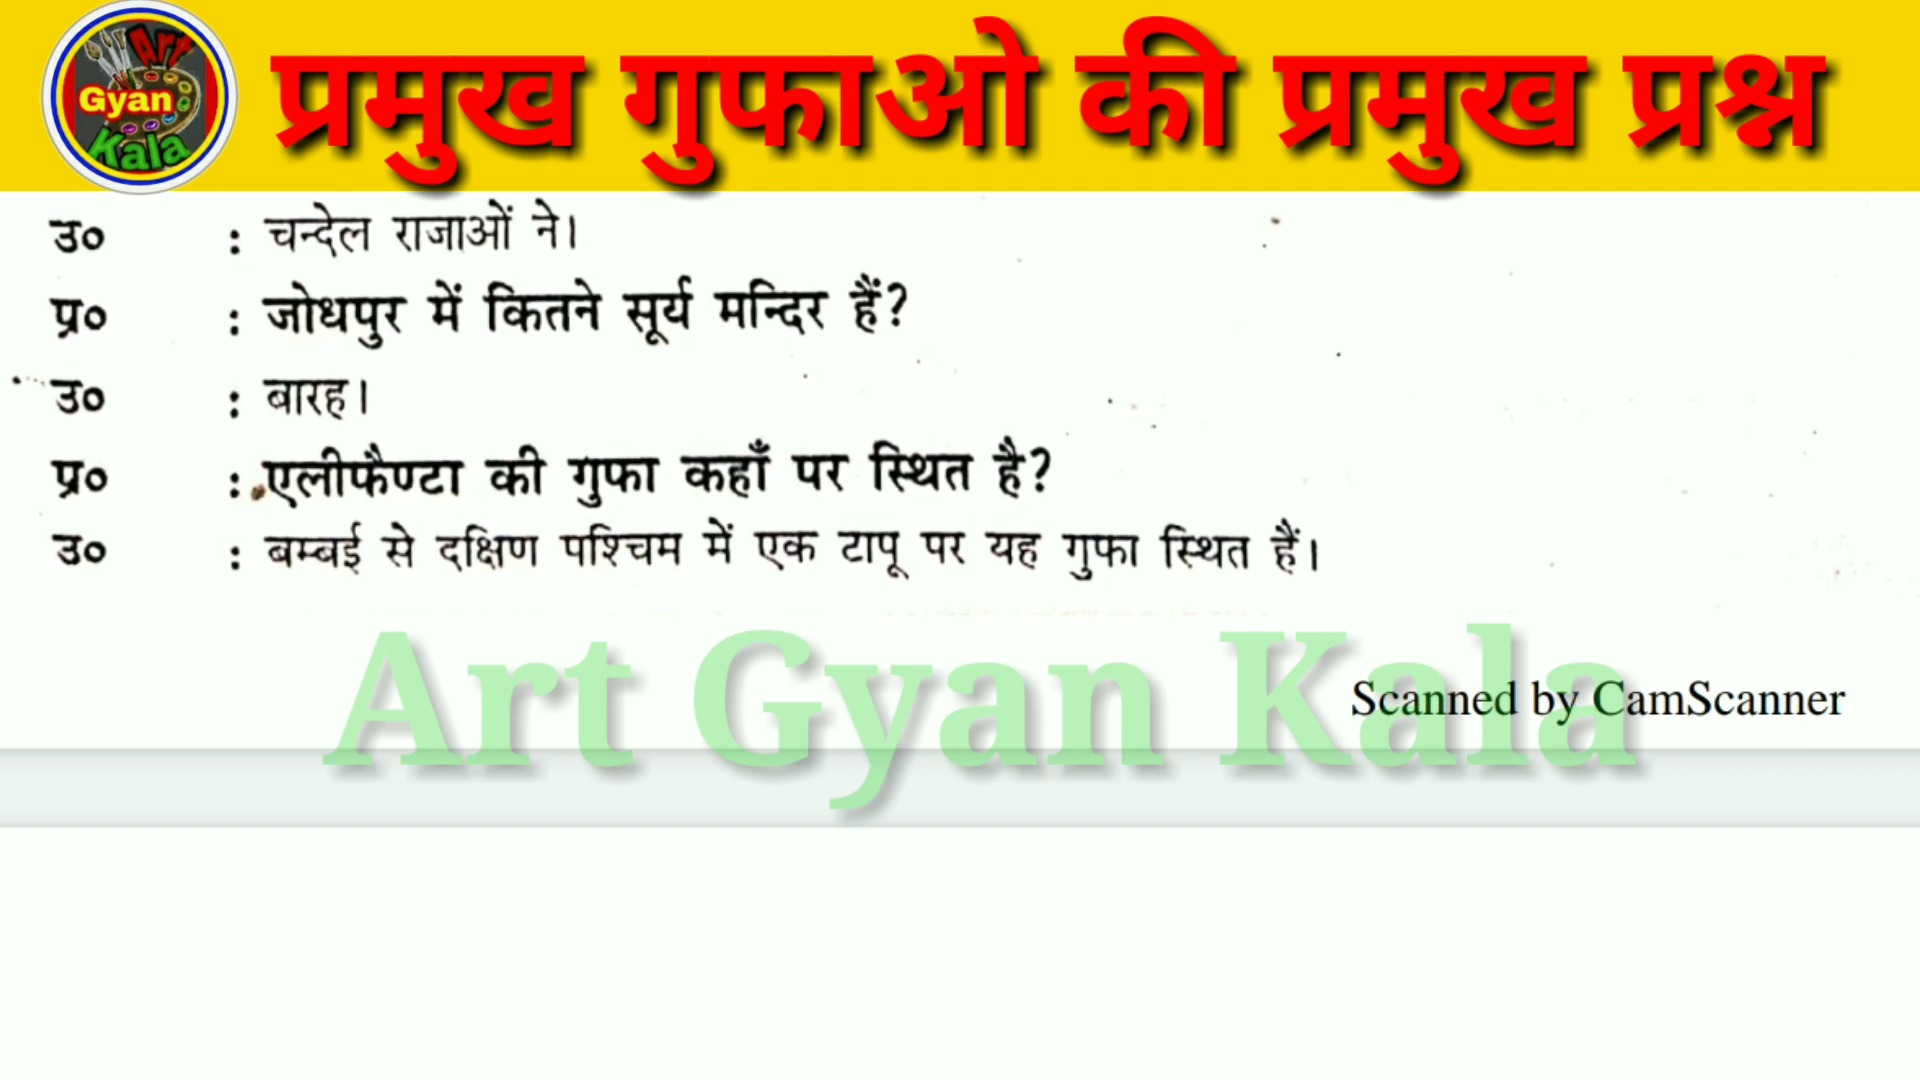 Art
Gyan
Kala
प्रमुख गुफाओ की प्रमुख प्रश्न
उ० : चन्देल राजाओं ने।
प्र० : जोधपुर में कितने सूर्य मन्दिर हैं?
उ० : बारह।
प्र० : एलीफैण्टा की गुफा कहाँ पर स्थित है?
उ० : बम्बई से दक्षिण पश्चिम में एक टापू पर यह गुफा स्थित हैं।
Art Gyan Kala
Scanned by CamScanner